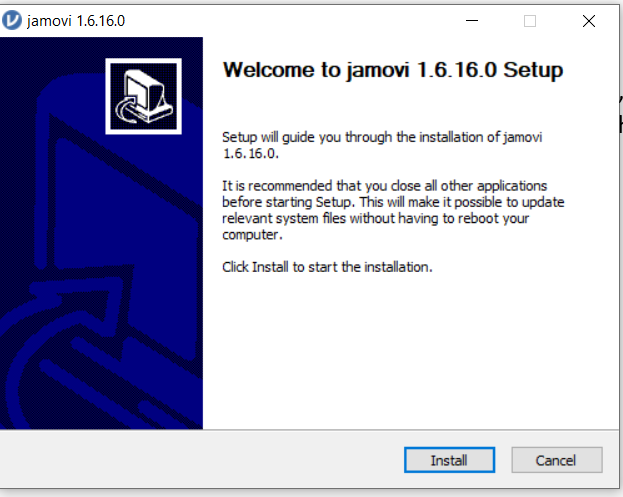 jamovi 1.6.16.0
Welcome to jamovi 1.6.16.0 Setup
Setup will guide you through the installation of jamovi
1.6.16.0.
It is recommended that you close all other applications
before starting Setup. This will make it possible to update
relevant system files without having to reboot your
computer.
Click Install to start the installation.
Install
Cancel